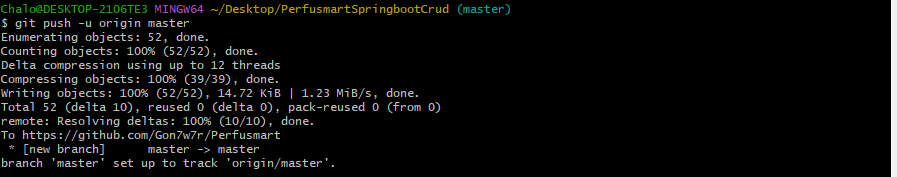 Chalo@DESKTOP-2106TE3 MINGW64 ~/Desktop/PerfusmartSpringbootCrud (master)
$ git push -u origin master
Enumerating objects: 52, done.
Counting objects: 100% (52/52), done.
Delta compression using up to 12 threads
Compressing objects: 100% (39/39), done.
Writing objects: 100% (52/52), 14.72 KiB | 1.23 MiB/s, done.
Total 52 (delta 10), reused 0 (delta 0), pack-reused 0 (from 0)
remote: Resolving deltas: 100% (10/10), done.
To https://github.com/Gon7w7r/Perfusmart
 * [new branch]      master -> master
branch 'master' set up to track 'origin/master'.